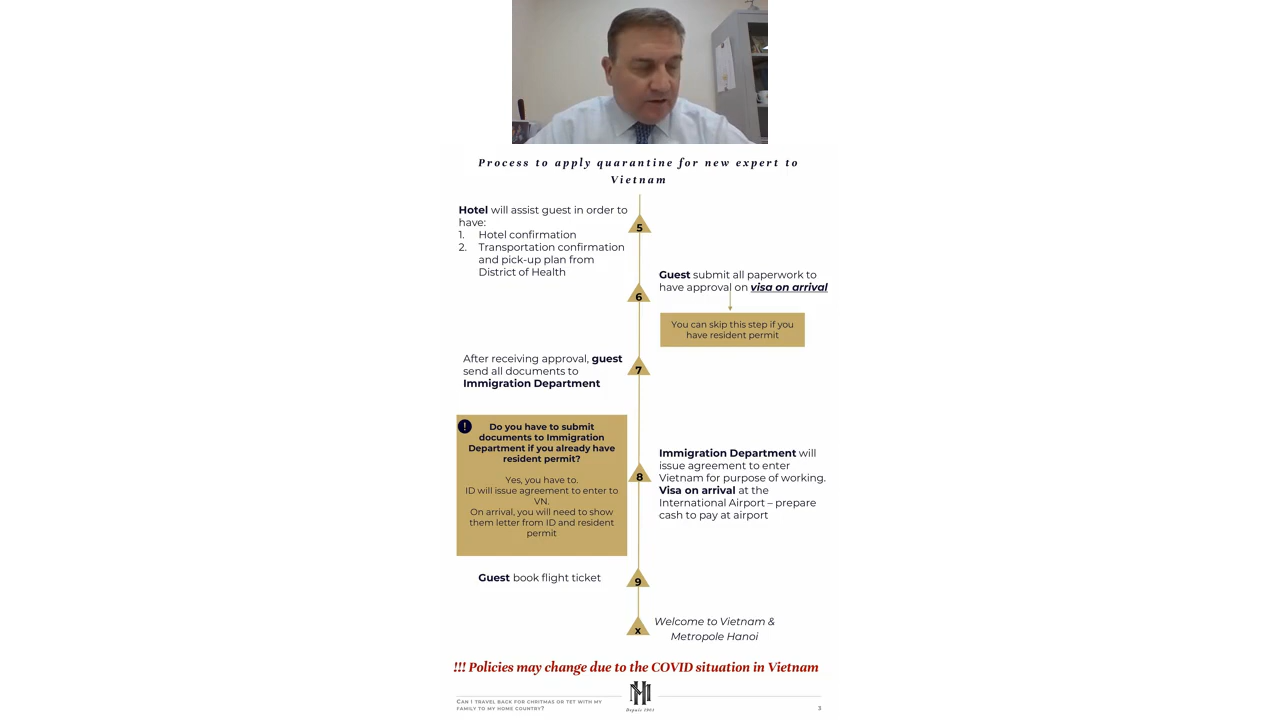 Process to apply quarantine for new expert to
Vietnam
Hotel will assist guest in order to
have:
1. Hotel confirmation
2. Transportation confirmation
and pick-up plan from
District of Health
5
Guest submit all paperwork to
have approval on visa on arrival
6
You can skip this step if you
have resident permit
After receiving approval, guest
send all documents to
Immigration Department
7
!
Do you have to submit
documents to Immigration
Department if you already have
resident permit?
Yes, you have to.
ID will issue agreement to enter to
VN.
On arrival, you will need to show
them letter from ID and resident
permit
8
Immigration Department will
issue agreement to enter
Vietnam for purpose of working.
Visa on arrival at the
International Airport – prepare
cash to pay at airport
Guest book flight ticket
9
x
Welcome to Vietnam &
Metropole Hanoi
!!! Policies may change due to the COVID situation in Vietnam
CAN I TRAVEL BACK FOR CHRITMAS OR TET WITH MY
FAMILY TO MY HOME COUNTRY?
MH
Depuis 1901
3